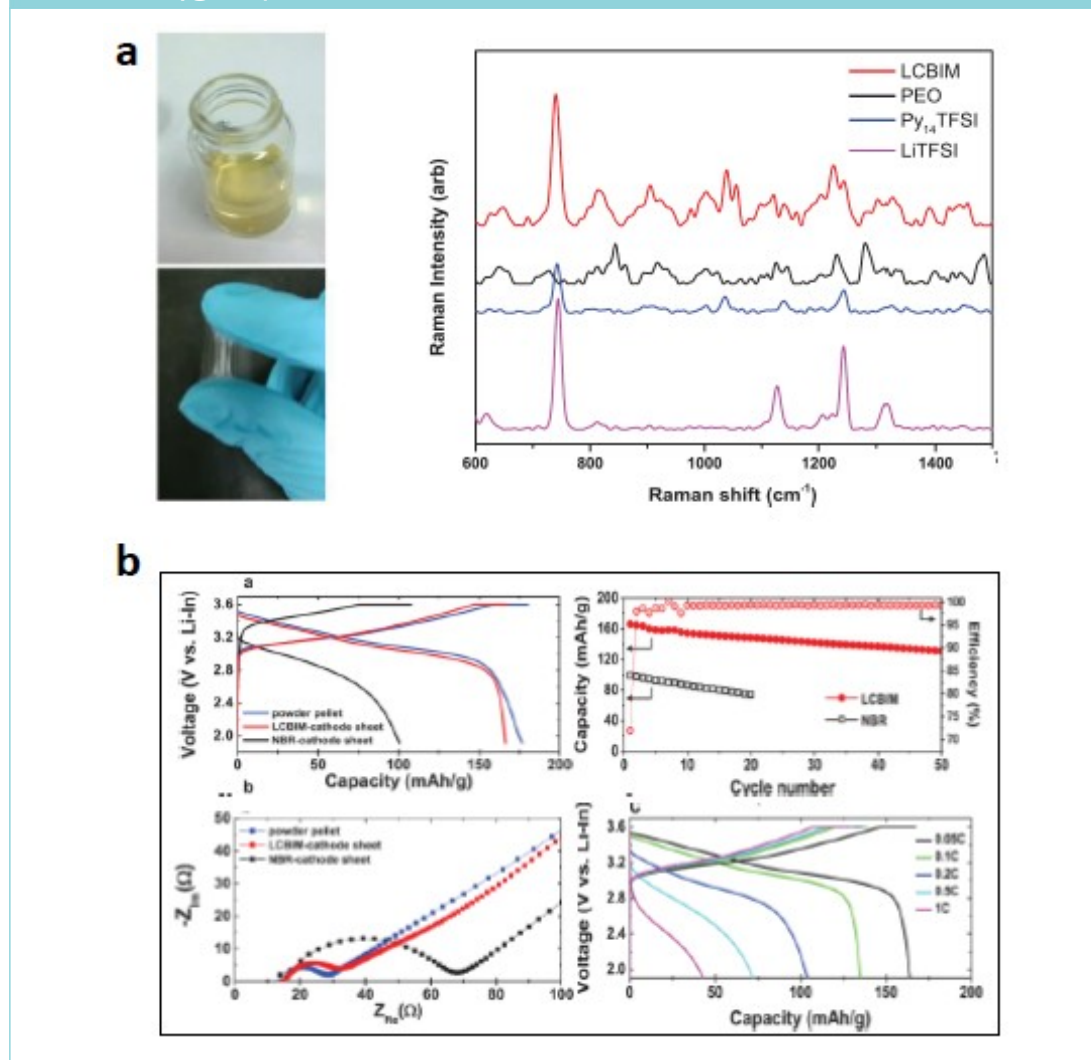 a
LCBIM
PEO
Py14TFSI
LiTFSI
Raman Intensity (arb)
600
800
1000
1200
1400
Raman shift (cm-1)
b
a
Voltage (V vs. Li-In)
3.6
3.2
2.8
2.4
2.0
powder pellet
LCBIM-cathode sheet
NBR-cathode sheet
0
50
100
150
200
Capacity (mAh/g)
Capacity (mAh/g)
200
160
120
80
40
0
LCBIM
NBR
100
95
90
85
80
75
70
Efficiency (%)
0
10
20
30
40
50
Cycle number
b
-ZIm(Ω)
50
40
30
20
10
0
powder pellet
LCBIM-cathode sheet
NBR-cathode sheet
0
20
40
60
80
100
ZRe(Ω)
Voltage (V vs. Li-In)
3.6
3.2
2.8
2.4
2.0
0.05C
0.1C
0.2C
0.5C
1C
0
50
100
150
200
Capacity (mAh/g)